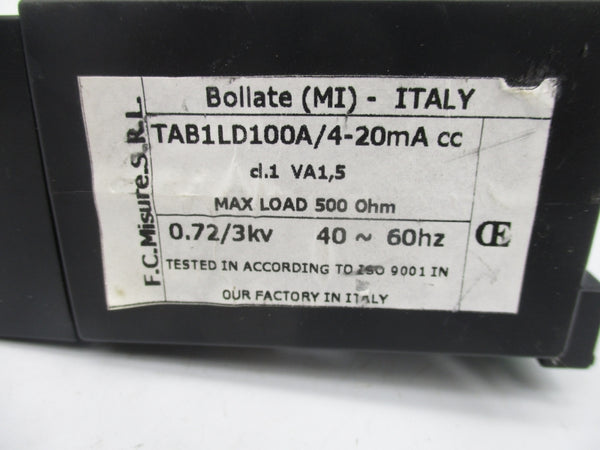 F.C.Misure.S.R.L.
Bollate (MI) - ITALY
TAB1LD100A/4-20mA cc
cl.1 VA1,5
MAX LOAD 500 Ohm
0.72/3kv 40 ~ 60hz
CE
TESTED IN ACCORDING TO ISO 9001 IN
OUR FACTORY IN ITALY